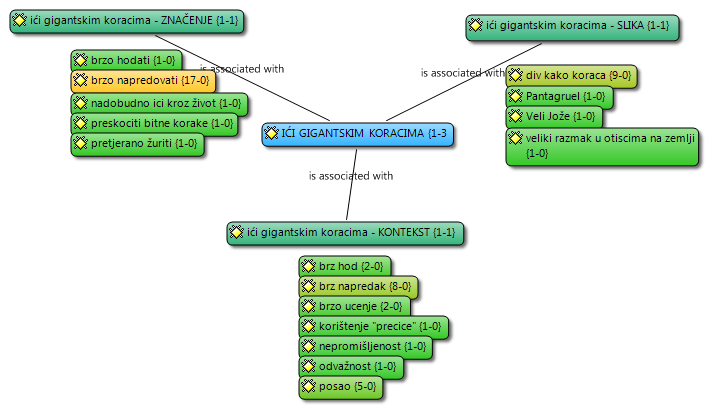 ići gigantskim koracima - ZNAČENJE {1-1}
ići gigantskim koracima - SLIKA {1-1}
brzo hodati {1-0}
brzo napredovati {17-0}
nadobudno ici kroz život {1-0}
preskociti bitne korake {1-0}
pretjerano žuriti {1-0}
is associated with
is associated with
div kako koraca {9-0}
Pantagruel {1-0}
Veli Jože {1-0}
veliki razmak u otiscima na zemlji
{1-0}
IĆI GIGANTSKIM KORACIMA {1-3
is associated with
ići gigantskim koracima - KONTEKST {1-1}
brz hod {2-0}
brz napredak {8-0}
brzo ucenje {2-0}
korištenje "precice" {1-0}
nepromišljenost {1-0}
odvažnost {1-0}
posao {5-0}